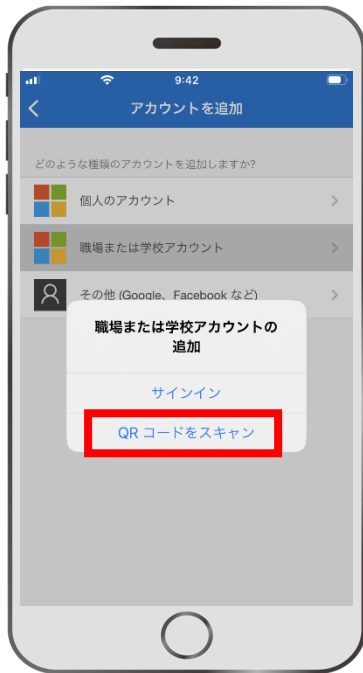 9:42
アカウントを追加
どのような種類のアカウントを追加しますか?
個人のアカウント
職場または学校アカウント
その他 (Google、Facebook など)
職場または学校アカウントの
追加
サインイン
QR コードをスキャン